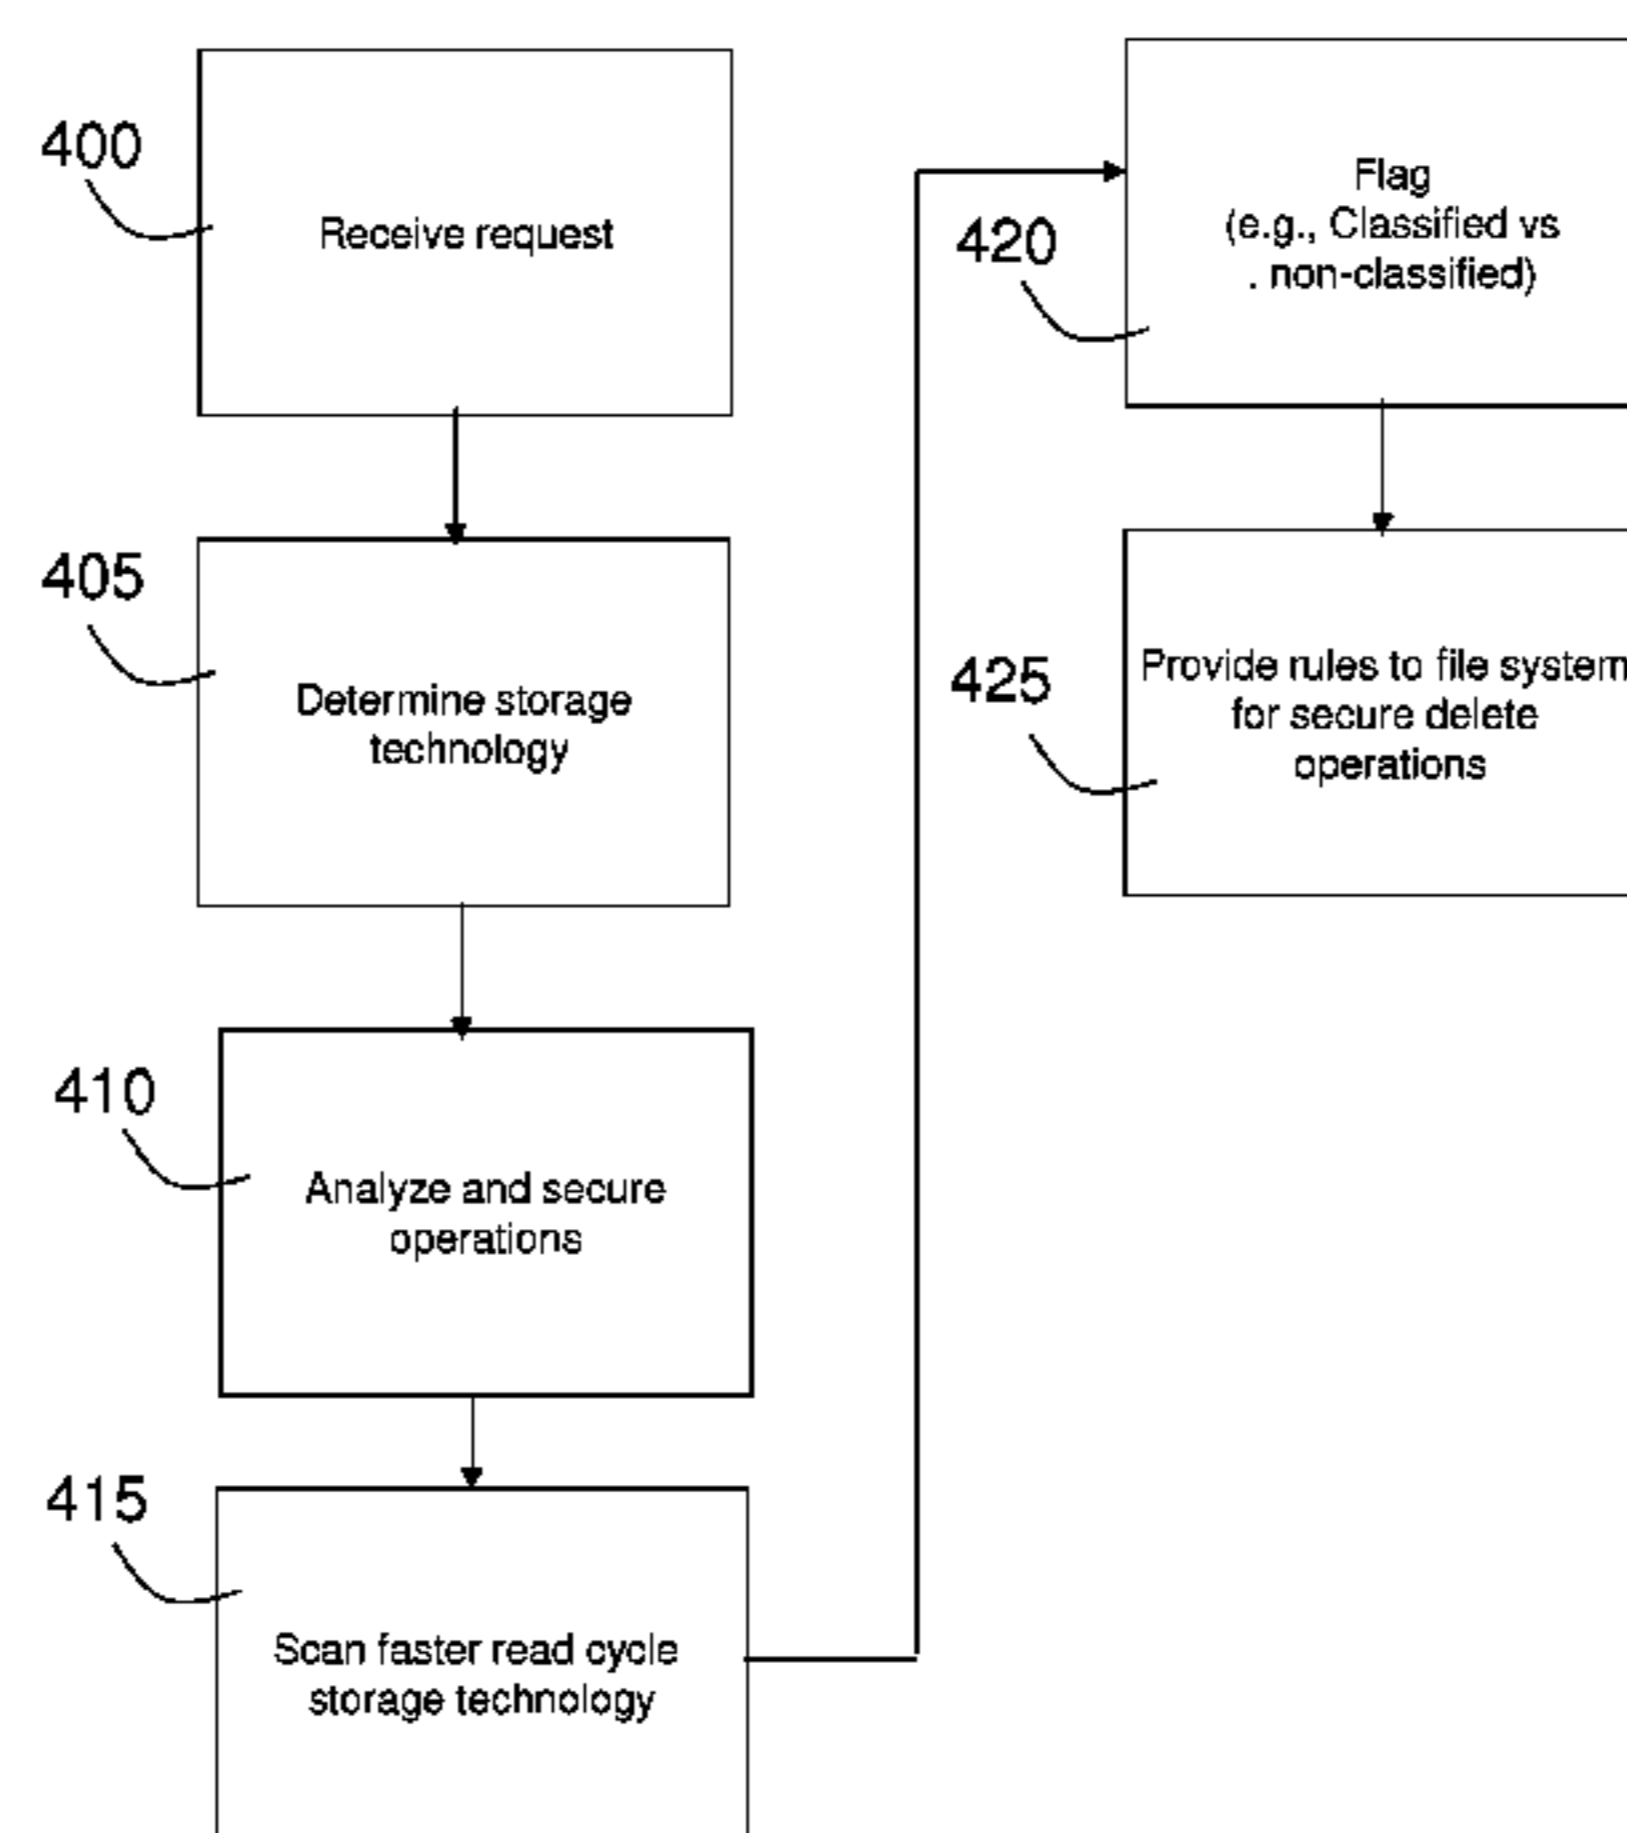 400
Receive request
405
Determine storage
technology
410
Analyze and secure
operations
415
Scan faster read cycle
storage technology
420
Flag
(e.g., Classified vs
. non-classified)
425
Provide rules to file system
for secure delete
operations